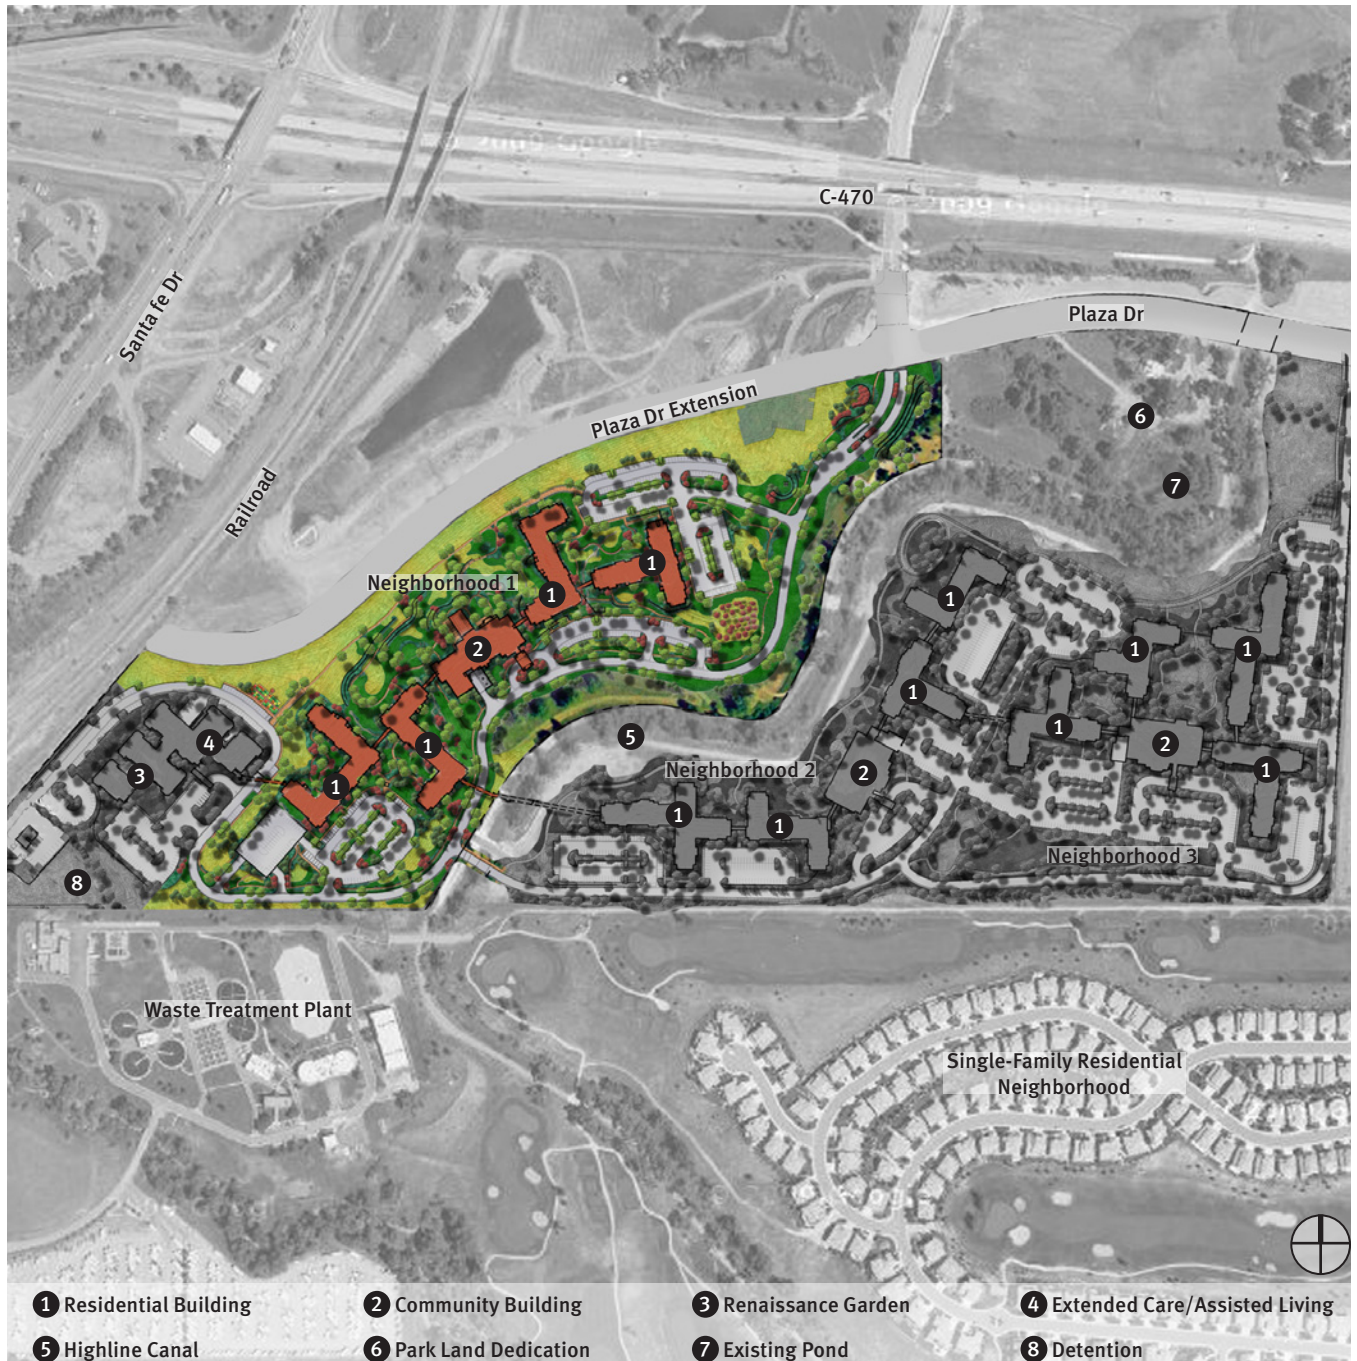 C-470
Santa fe Dr
Plaza Dr
Plaza Dr Extension
6
7
Railroad
1
1
Neighborhood 1
1
1
1
2
1
4
1
5
1
2
3
Neighborhood 2
2
1
1
1
1
Neighborhood 3
8
Waste Treatment Plant
Single-Family Residential
Neighborhood
1 Residential Building
2 Community Building
3 Renaissance Garden
4 Extended Care/Assisted Living
5 Highline Canal
6 Park Land Dedication
7 Existing Pond
8 Detention